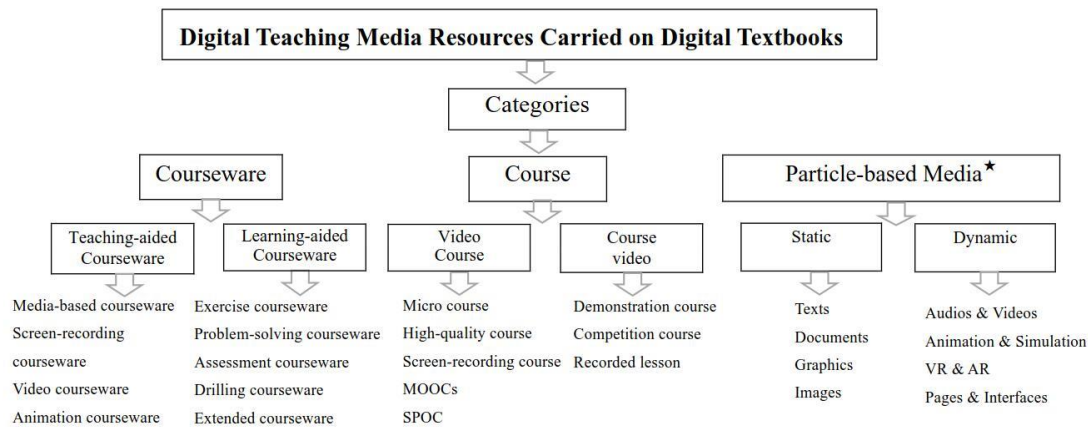 Digital Teaching Media Resources Carried on Digital Textbooks
Categories
Courseware
Course
Particle-based Media★
Teaching-aided
Courseware
Learning-aided
Courseware
Video
Course
Course
video
Static
Dynamic
Media-based courseware
Screen-recording
courseware
Video courseware
Animation courseware
Exercise courseware
Problem-solving courseware
Assessment courseware
Drilling courseware
Extended courseware
Micro course
High-quality course
Screen-recording course
MOOCs
SPOC
Demonstration course
Competition course
Recorded lesson
Texts
Documents
Graphics
Images
Audios & Videos
Animation & Simulation
VR & AR
Pages & Interfaces